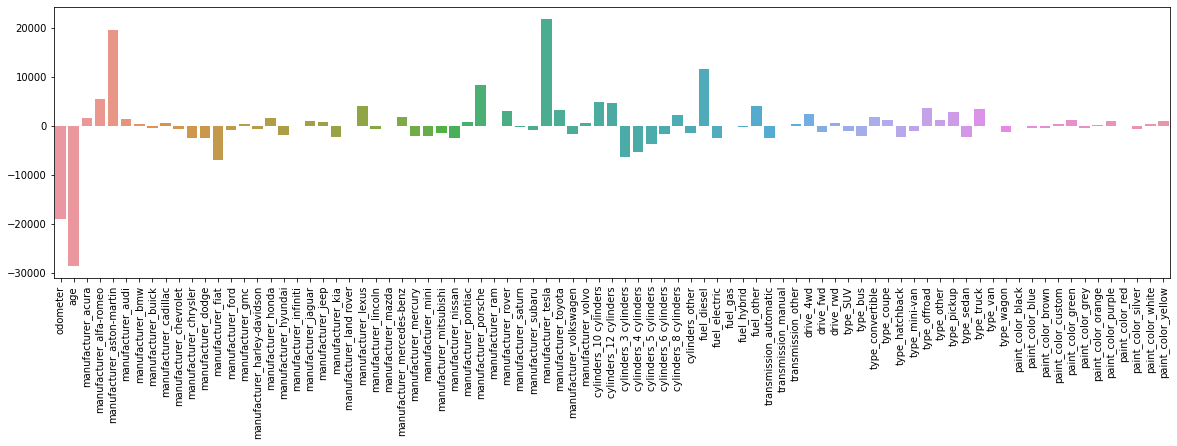 20000
10000
0
−10000
−20000
−30000
odometer
age
manufacturer_acura
manufacturer_alfa-romeo
manufacturer_aston-martin
manufacturer_audi
manufacturer_bmw
manufacturer_buick
manufacturer_cadillac
manufacturer_chevrolet
manufacturer_chrysler
manufacturer_dodge
manufacturer_fiat
manufacturer_ford
manufacturer_gmc
manufacturer_harley-davidson
manufacturer_honda
manufacturer_hyundai
manufacturer_infiniti
manufacturer_jaguar
manufacturer_jeep
manufacturer_kia
manufacturer_land rover
manufacturer_lexus
manufacturer_lincoln
manufacturer_mazda
manufacturer_mercedes-benz
manufacturer_mercury
manufacturer_mini
manufacturer_mitsubishi
manufacturer_nissan
manufacturer_pontiac
manufacturer_porsche
manufacturer_ram
manufacturer_rover
manufacturer_saturn
manufacturer_subaru
manufacturer_tesla
manufacturer_toyota
manufacturer_volkswagen
manufacturer_volvo
cylinders_10 cylinders
cylinders_12 cylinders
cylinders_3 cylinders
cylinders_4 cylinders
cylinders_5 cylinders
cylinders_6 cylinders
cylinders_8 cylinders
cylinders_other
fuel_diesel
fuel_electric
fuel_gas
fuel_hybrid
fuel_other
transmission_automatic
transmission_manual
transmission_other
drive_4wd
drive_fwd
drive_rwd
type_SUV
type_bus
type_convertible
type_coupe
type_hatchback
type_mini-van
type_offroad
type_other
type_pickup
type_sedan
type_truck
type_van
type_wagon
paint_color_black
paint_color_blue
paint_color_brown
paint_color_custom
paint_color_green
paint_color_grey
paint_color_orange
paint_color_purple
paint_color_red
paint_color_silver
paint_color_white
paint_color_yellow